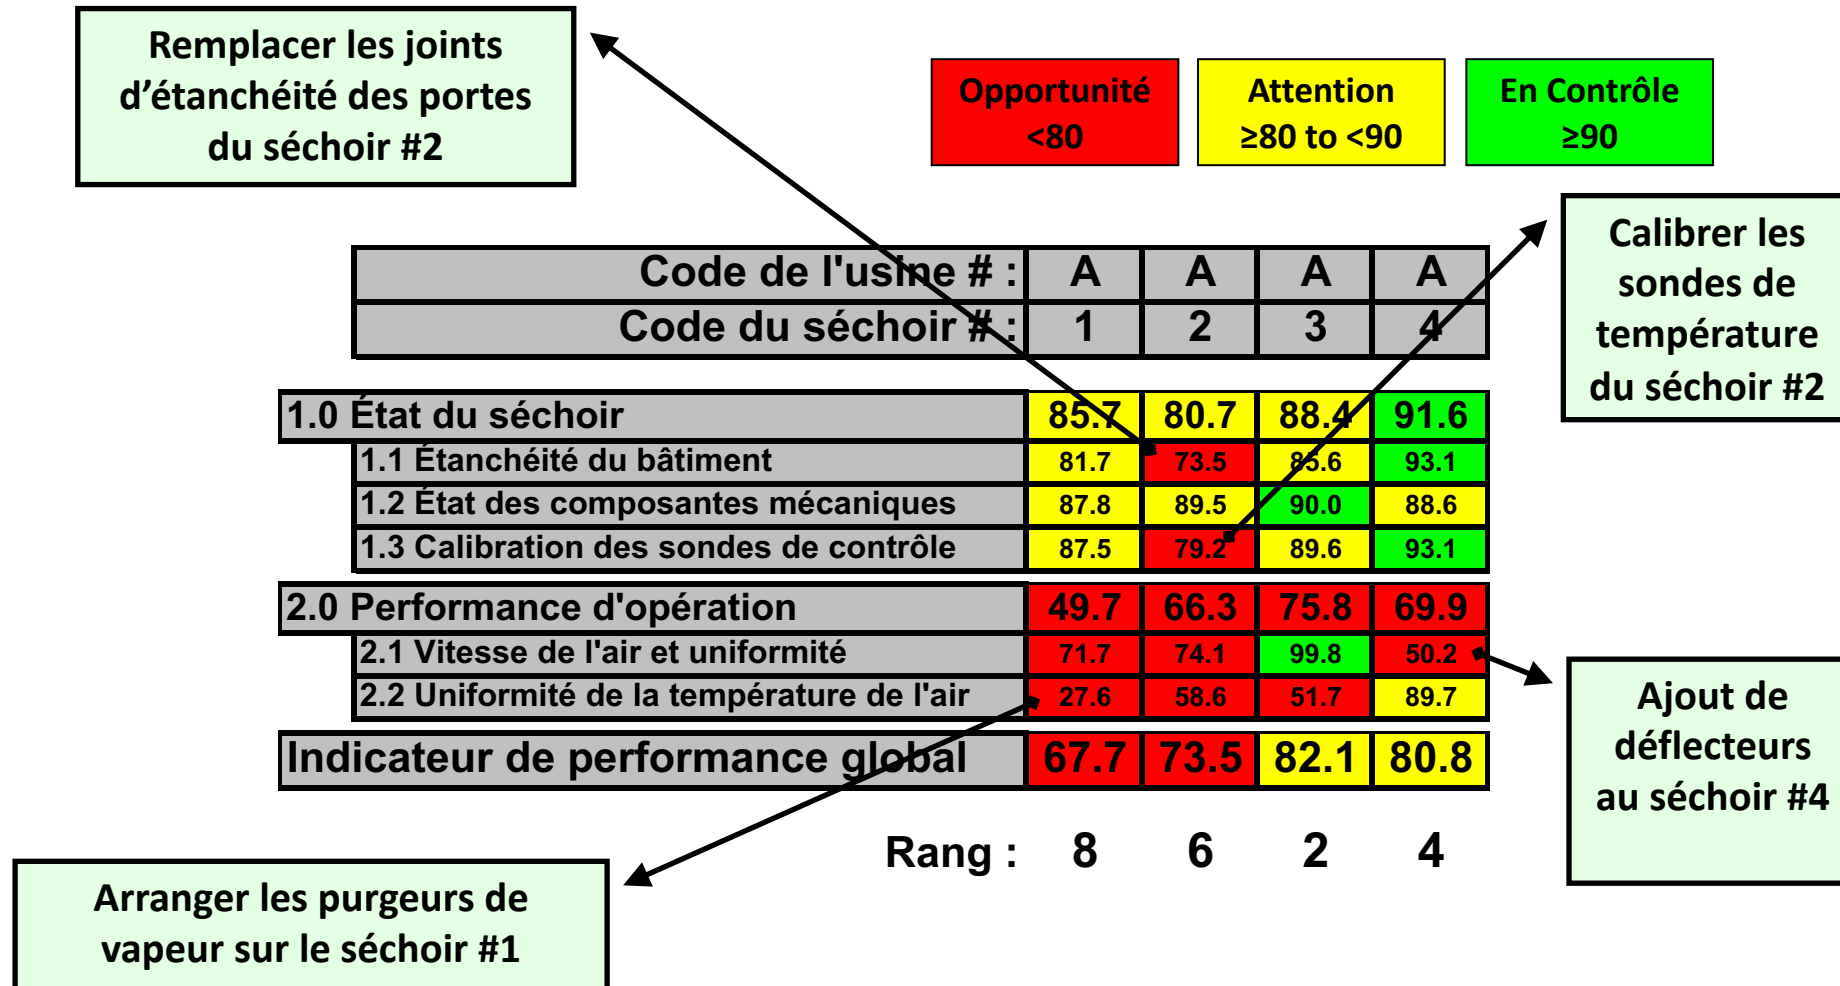 Remplacer les joints
d’étanchéité des portes
du séchoir #2
Opportunité
<80
Attention
≥80 to <90
En Contrôle
≥90
Calibrer les
sondes de
température
du séchoir #2
Code de l'usine # : A A A A
Code du séchoir # : 1 2 3 4
1.0 État du séchoir 85.7 80.7 88.4 91.6
1.1 Étanchéité du bâtiment 81.7 73.5 85.6 93.1
1.2 État des composantes mécaniques 87.8 89.5 90.0 88.6
1.3 Calibration des sondes de contrôle 87.5 79.2 89.6 93.1
2.0 Performance d'opération 49.7 66.3 75.8 69.9
2.1 Vitesse de l'air et uniformité 71.7 74.1 99.8 50.2
2.2 Uniformité de la température de l'air 27.6 58.6 51.7 89.7
Indicateur de performance global 67.7 73.5 82.1 80.8
Rang : 8 6 2 4
Ajout de
déflecteurs
au séchoir #4
Arranger les purgeurs de
vapeur sur le séchoir #1